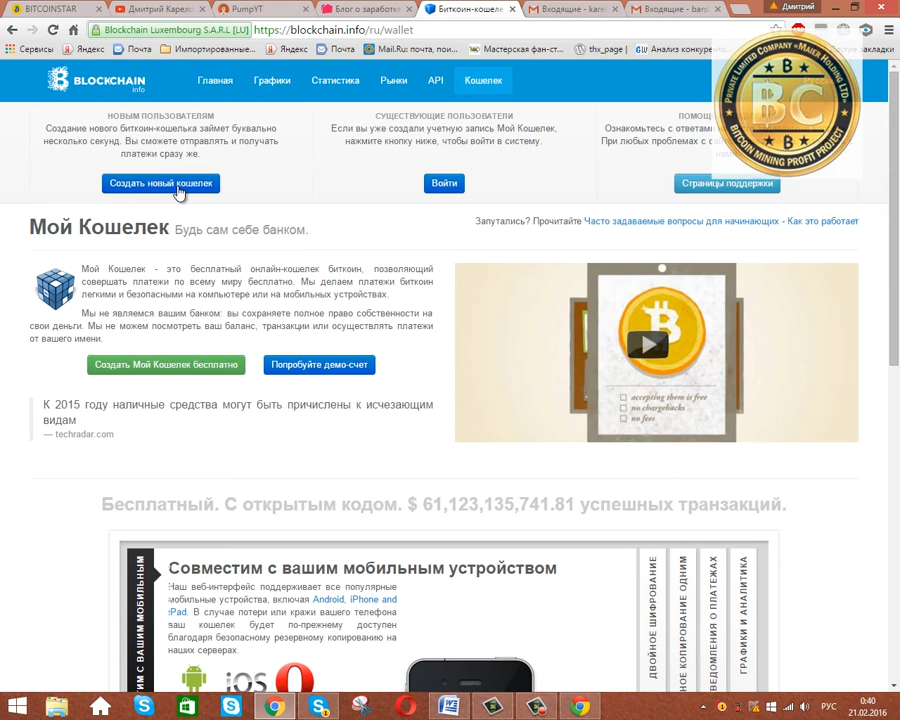 BITCOINSTAR
Дмитрий Карело
PumpYT
Блог о заработке
Биткоин-кошеле
Входящие - karel
Входящие - barsi
Дмитрий
Blockchain Luxembourg S.A.R.L [LU]
https://blockchain.info/ru/wallet
Сервисы
Яндекс
Почта
Импортированные
Яндекс
Почта
Mail.Ru: почта, пои
Мастерская фан-ст
thx_page |
Анализ конкурен
угие закладки
BLOCKCHAIN
info
Главная
Графики
Статистика
Рынки
API
Кошелек
PRIVATE LIMITED COMPANY «MAIER HOLDING LTD»
BC
BITCOIN MINING PROFIT PROJECT
НОВЫМ ПОЛЬЗОВАТЕЛЯМ
Создание нового биткоин-кошелька займет буквально
несколько секунд. Вы сможете отправлять и получать
платежи сразу же.
Создать новый кошелек
СУЩЕСТВУЮЩИЕ ПОЛЬЗОВАТЕЛИ
Если вы уже создали учетную запись Мой Кошелек,
нажмите кнопку ниже, чтобы войти в систему.
Войти
ПОМОЩ
Ознакомьтесь с ответами
При любых проблемах с
нам.
Страницы поддержки
Мой Кошелек Будь сам себе банком.
Запутались? Прочитайте Часто задаваемые вопросы для начинающих - Как это работает
Мой Кошелек - это бесплатный онлайн-кошелек биткоин, позволяющий
совершать платежи по всему миру бесплатно. Мы делаем платежи биткоин
легкими и безопасными на компьютере или на мобильных устройствах.
Мы не являемся вашим банком: вы сохраняете полное право собственности на
свои деньги. Мы не можем посмотреть ваш баланс, транзакции или осуществлять платежи
от вашего имени.
Создать Мой Кошелек бесплатно
Попробуйте демо-счет
accepting them is free
no chargebacks
no fees
К 2015 году наличные средства могут быть причислены к исчезающим
видам
— techradar.com
Бесплатный. С открытым кодом. $ 61,123,135,741.81 успешных транзакций.
ТИМ С ВАШИМ МОБИЛЬНЫМ
Совместим с вашим мобильным устройством
Наш веб-интерфейс поддерживает все популярные
мобильные устройства, включая Android, iPhone and
iPad. В случае потери или кражи вашего телефона
ваш кошелек будет по-прежнему доступен
благодаря безопасному резервному копированию на
наших серверах.
iOS
ДВОЙНОЕ ШИФРОВАНИЕ
НОЕ КОПИРОВАНИЕ ОДНИМ
ВЕДОМЛЕНИЯ О ПЛАТЕЖАХ
ГРАФИКИ И АНАЛИТИКА
РУС
0:40
21.02.2016